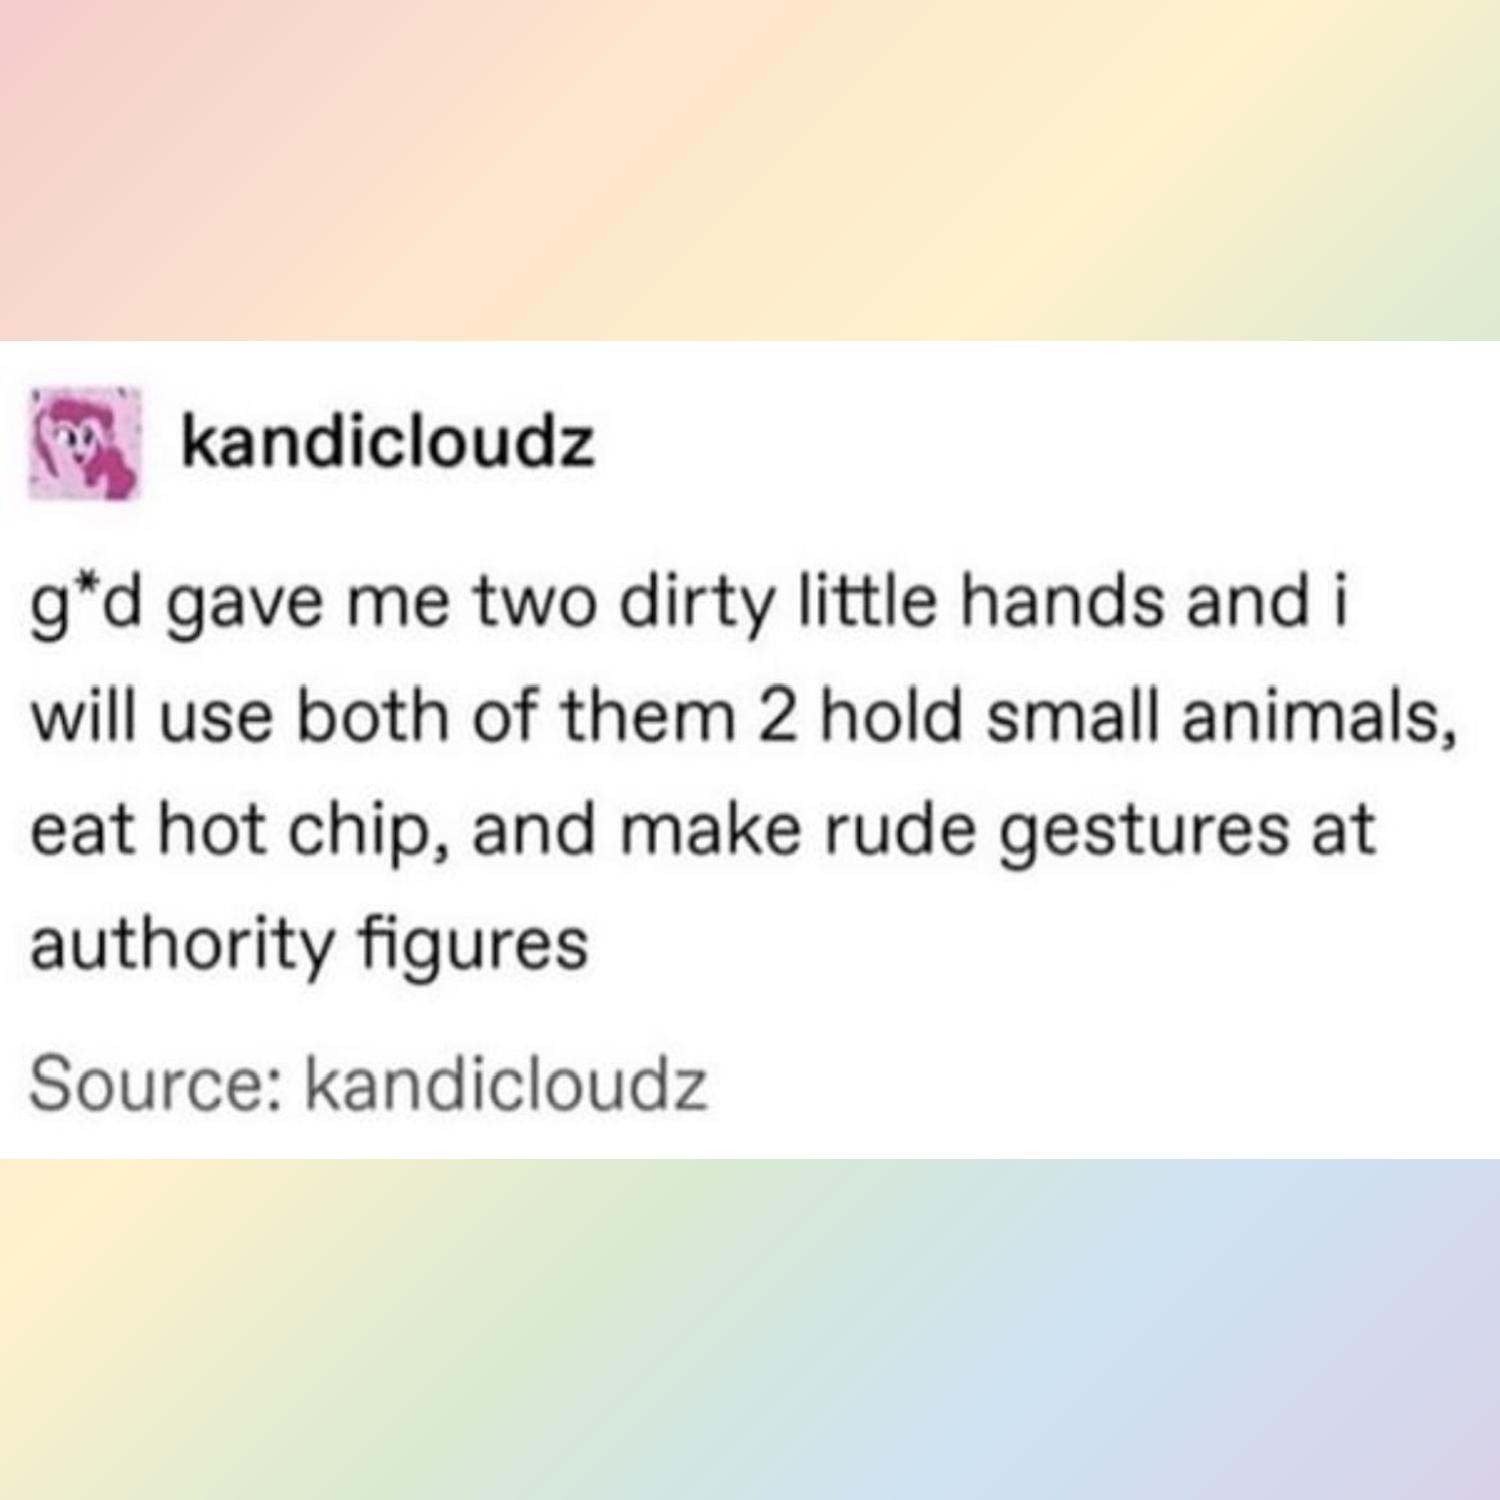 kandicloudz
g*d gave me two dirty little hands and i
will use both of them 2 hold small animals,
eat hot chip, and make rude gestures at
authority figures
Source: kandicloudz